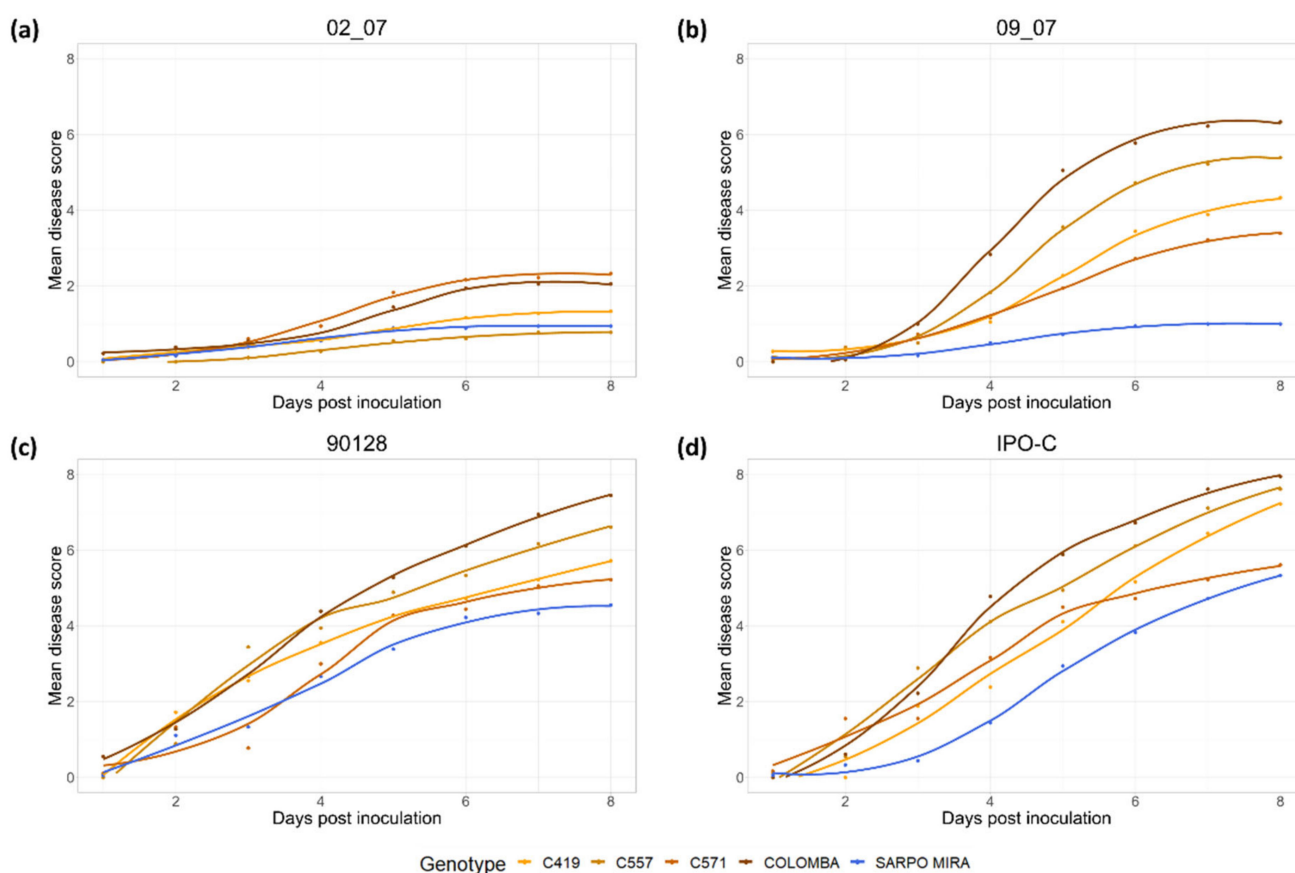 (a)
02_07
8
6
4
2
0
Mean disease score
2 4 6 8
Days post inoculation
(b)
09_07
8
6
4
2
0
Mean disease score
2 4 6 8
Days post inoculation
(c)
90128
8
6
4
2
0
Mean disease score
2 4 6 8
Days post inoculation
(d)
IPO-C
8
6
4
2
0
Mean disease score
2 4 6 8
Days post inoculation
Genotype C419 C557 C571 COLOMBA SARPO MIRA